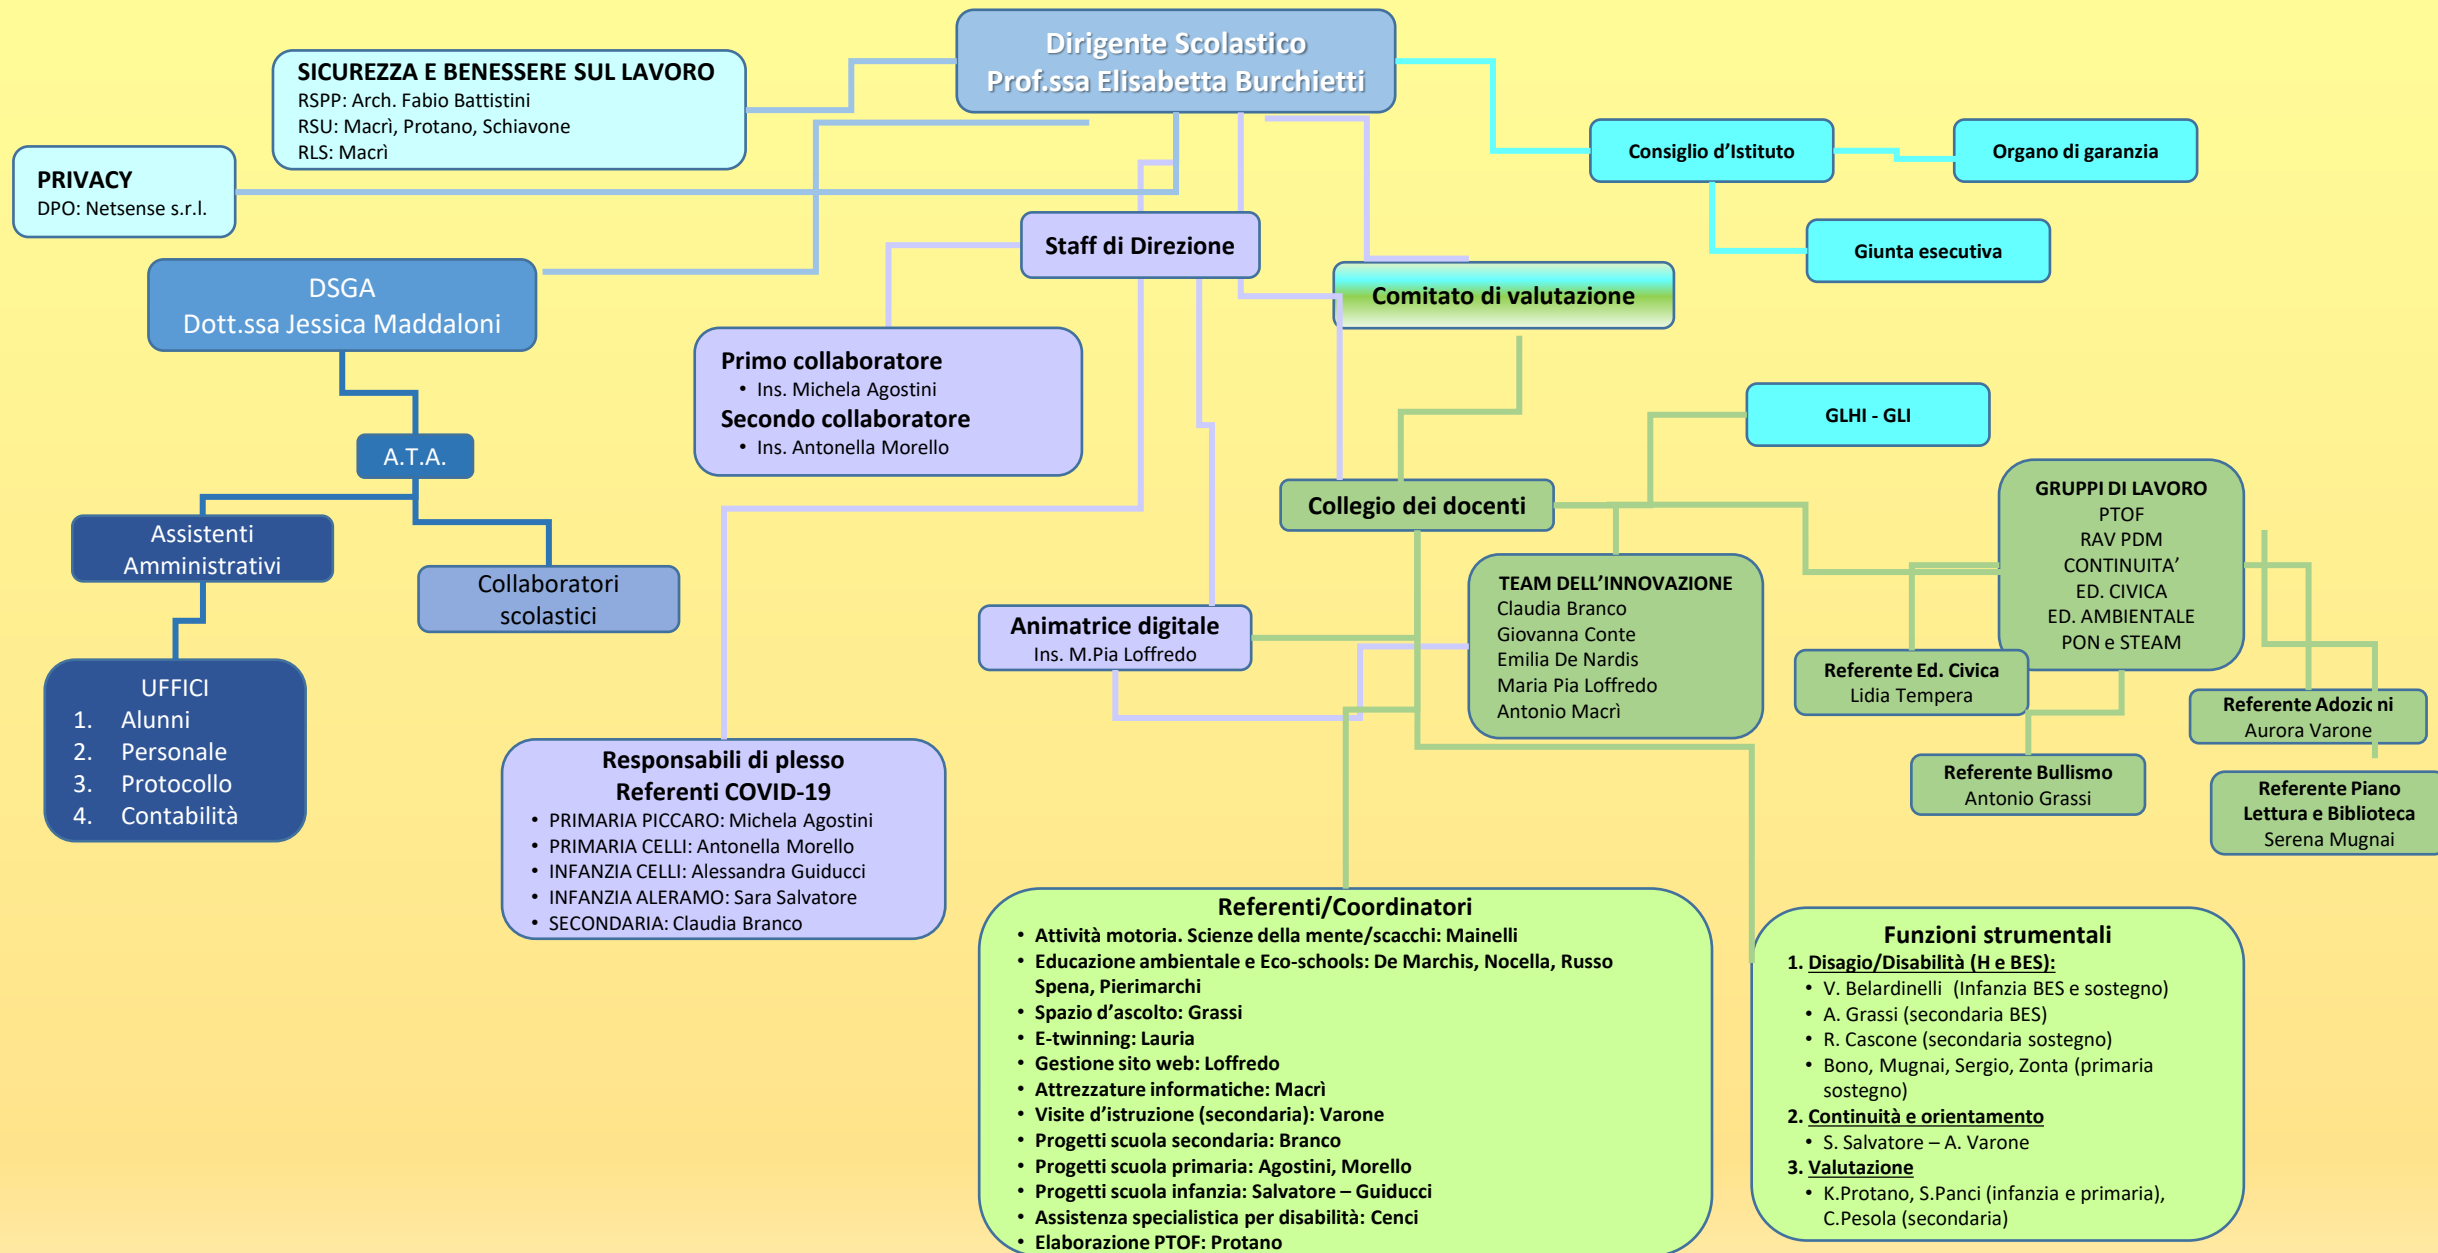 Dirigente Scolastico
Prof.ssa Elisabetta Burchietti
SICUREZZA E BENESSERE SUL LAVORO
RSPP: Arch. Fabio Battistini
RSU: Macrì, Protano, Schiavone
RLS: Macrì
PRIVACY
DPO: Netsense s.r.l.
Consiglio d’Istituto
Organo di garanzia
Giunta esecutiva
Staff di Direzione
DSGA
Dott.ssa Jessica Maddaloni
Comitato di valutazione
Primo collaboratore
• Ins. Michela Agostini
Secondo collaboratore
• Ins. Antonella Morello
GLHI - GLI
A.T.A.
Collegio dei docenti
GRUPPI DI LAVORO
PTOF
RAV PDM
CONTINUITA’
ED. CIVICA
ED. AMBIENTALE
PON e STEAM
Assistenti
Amministrativi
Collaboratori
scolastici
TEAM DELL’INNOVAZIONE
Claudia Branco
Giovanna Conte
Emilia De Nardis
Maria Pia Loffredo
Antonio Macrì
Animatrice digitale
Ins. M.Pia Loffredo
Referente Ed. Civica
Lidia Tempera
UFFICI
1. Alunni
2. Personale
3. Protocollo
4. Contabilità
Referente Adozioni
Aurora Varone
Referente Bullismo
Antonio Grassi
Referente Piano
Lettura e Biblioteca
Serena Mugnai
Responsabili di plesso
Referenti COVID-19
• PRIMARIA PICCARO: Michela Agostini
• PRIMARIA CELLI: Antonella Morello
• INFANZIA CELLI: Alessandra Guiducci
• INFANZIA ALERAMO: Sara Salvatore
• SECONDARIA: Claudia Branco
Referenti/Coordinatori
• Attività motoria. Scienze della mente/scacchi: Mainelli
• Educazione ambientale e Eco-schools: De Marchis, Nocella, Russo
Spena, Pierimarchi
• Spazio d’ascolto: Grassi
• E-twinning: Lauria
• Gestione sito web: Loffredo
• Attrezzature informatiche: Macrì
• Visite d’istruzione (secondaria): Varone
• Progetti scuola secondaria: Branco
• Progetti scuola primaria: Agostini, Morello
• Progetti scuola infanzia: Salvatore – Guiducci
• Assistenza specialistica per disabilità: Cenci
• Elaborazione PTOF: Protano
Funzioni strumentali
1. Disagio/Disabilità (H e BES):
• V. Belardinelli (Infanzia BES e sostegno)
• A. Grassi (secondaria BES)
• R. Cascone (secondaria sostegno)
• Bono, Mugnai, Sergio, Zonta (primaria
sostegno)
2. Continuità e orientamento
• S. Salvatore – A. Varone
3. Valutazione
• K.Protano, S.Panci (infanzia e primaria),
C.Pesola (secondaria)